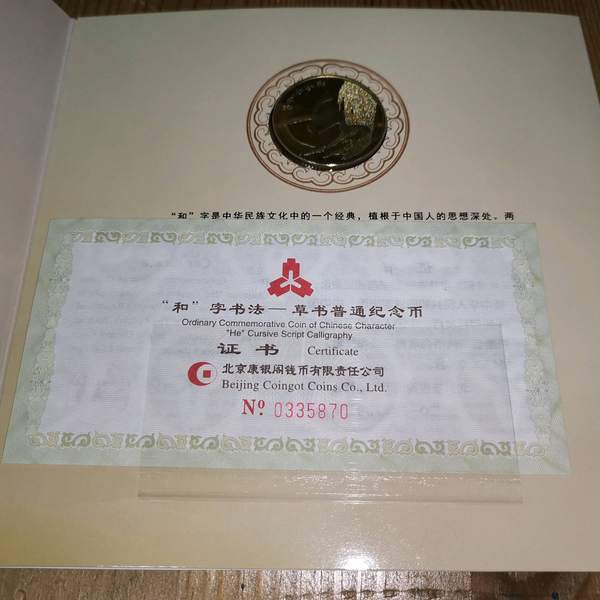 “和”字是中华民族文化中的一个经典，植根于中国人的思想深处。两
“和”字书法—草书普通纪念币
Ordinary Commemorative Coin of Chinese Character
"He" Cursive Script Calligraphy
证书 Certificate
北京康银阁钱币有限责任公司
Beijing Coingot Coins Co., Ltd.
Nº 0335870